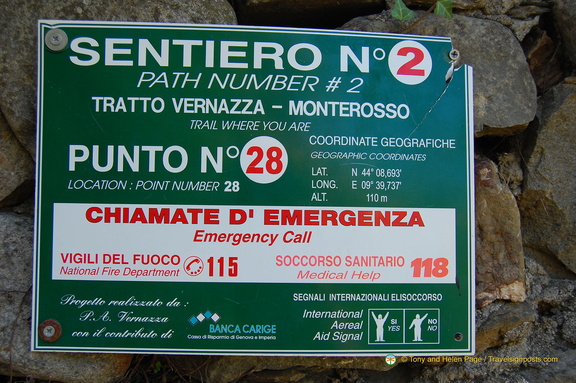 SENTIERO N° 2
PATH NUMBER # 2
TRATTO VERNAZZA – MONTEROSSO
TRAIL WHERE YOU ARE
PUNTO N° 28
LOCATION : POINT NUMBER 28
COORDINATE GEOGRAFICHE
GEOGRAPHIC COORDINATES
LAT. N 44° 08,693'
LONG. E 09° 39,737'
ALT. 110 m
CHIAMATE D' EMERGENZA
Emergency Call
VIGILI DEL FUOCO 115
National Fire Department
SOCCORSO SANITARIO 118
Medical Help
Progetto realizzato da :
P.A. Vernazza
con il contributo di
BANCA CARIGE
Cassa di Risparmio di Genova e Imperia
SEGNALI INTERNAZIONALI ELISOCCORSO
International
Aereal
Aid Signal
SI
YES
NO
NO
© Tony and Helen Page / Travelsignposts.com